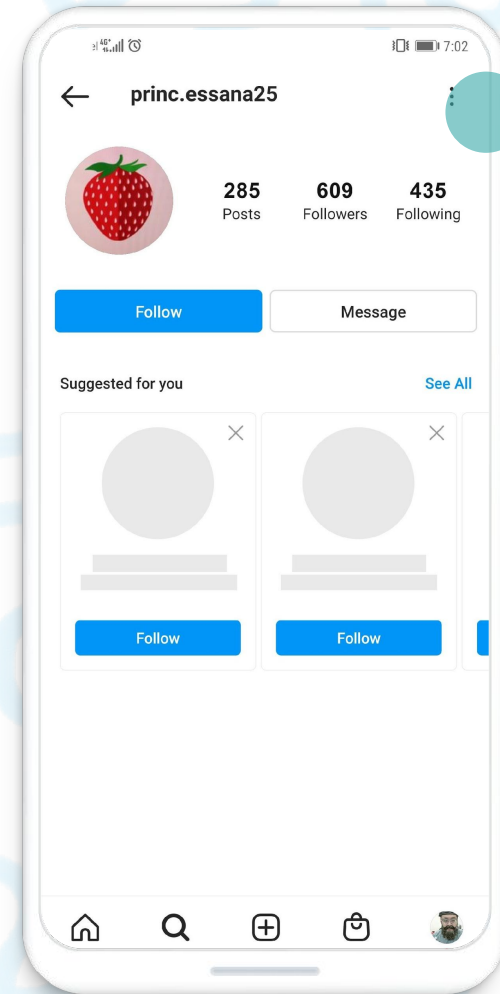 7:02
princ.essana25
285 609 435
Posts Followers Following
Follow Message
Suggested for you See All
Follow Follow